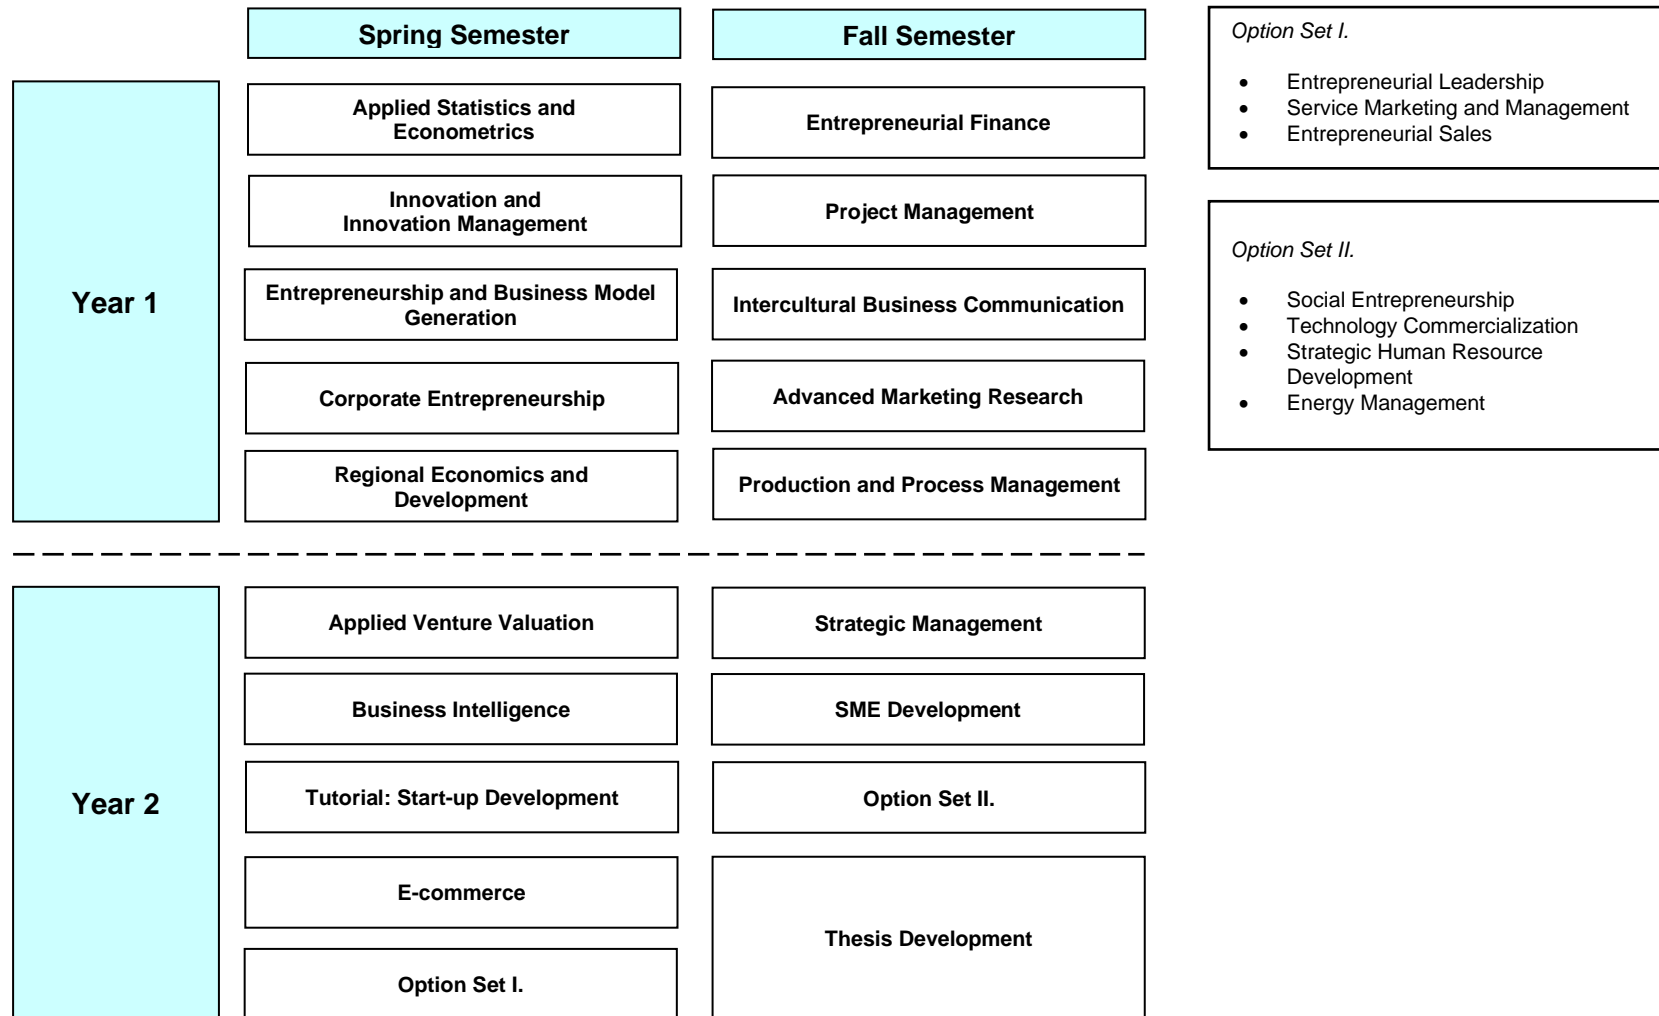 Spring Semester
Fall Semester
Year 1
Applied Statistics and
Econometrics
Entrepreneurial Finance
Innovation and
Innovation Management
Project Management
Entrepreneurship and Business Model
Generation
Intercultural Business Communication
Corporate Entrepreneurship
Advanced Marketing Research
Regional Economics and
Development
Production and Process Management
Year 2
Applied Venture Valuation
Strategic Management
Business Intelligence
SME Development
Tutorial: Start-up Development
Option Set II.
E-commerce
Thesis Development
Option Set I.
Option Set I.
• Entrepreneurial Leadership
• Service Marketing and Management
• Entrepreneurial Sales
Option Set II.
• Social Entrepreneurship
• Technology Commercialization
• Strategic Human Resource
Development
• Energy Management